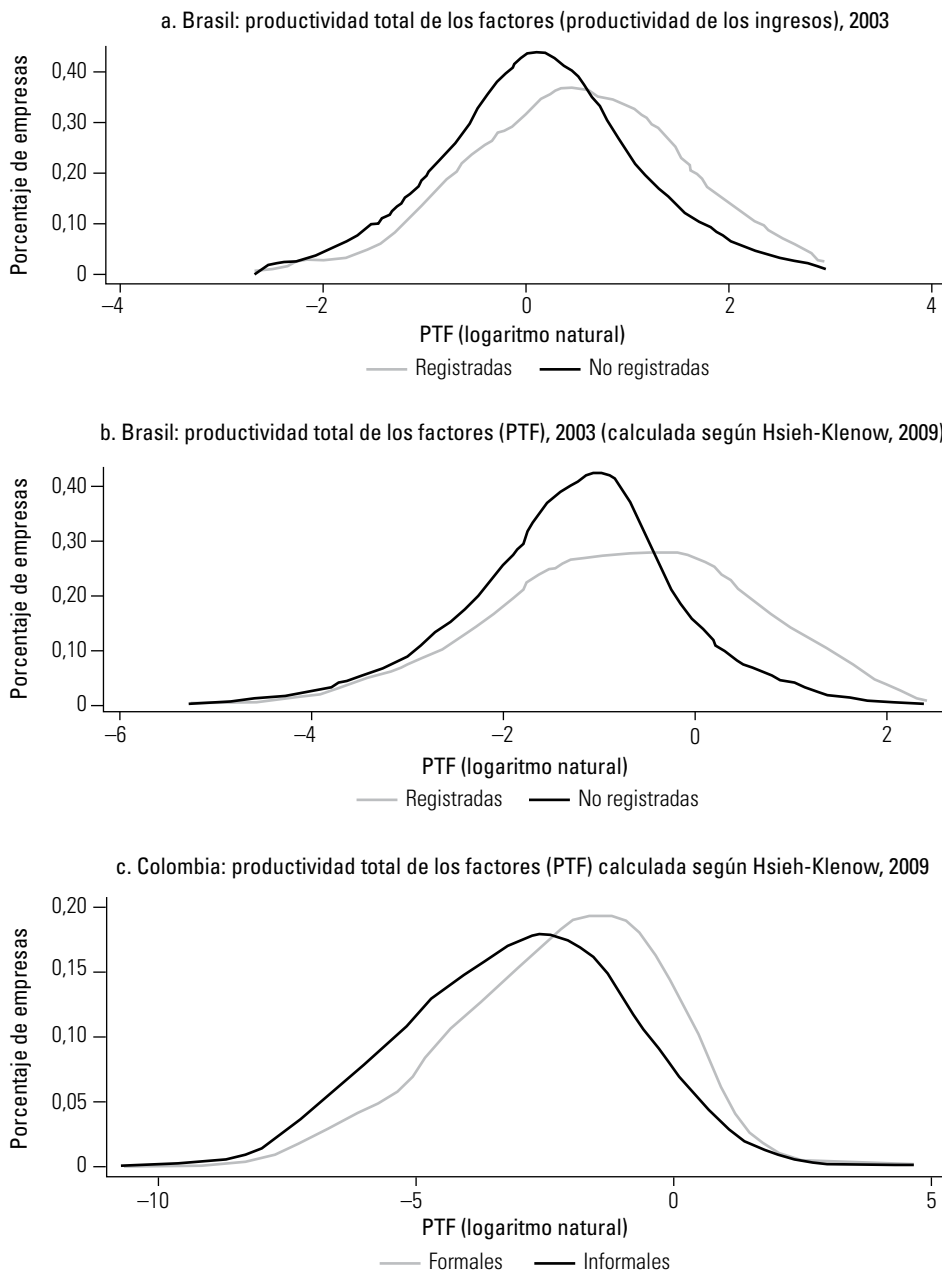 a. Brasil: productividad total de los factores (productividad de los ingresos), 2003
Porcentaje de empresas
0,40
0,30
0,20
0,10
0
–4
–2
0
2
4
PTF (logaritmo natural)
Registradas
No registradas
b. Brasil: productividad total de los factores (PTF), 2003 (calculada según Hsieh-Klenow, 2009)
Porcentaje de empresas
0,40
0,30
0,20
0,10
0
–6
–4
–2
0
2
PTF (logaritmo natural)
Registradas
No registradas
c. Colombia: productividad total de los factores (PTF) calculada según Hsieh-Klenow, 2009
Porcentaje de empresas
0,20
0,15
0,10
0,05
0
–10
–5
0
5
PTF (logaritmo natural)
Formales
Informales